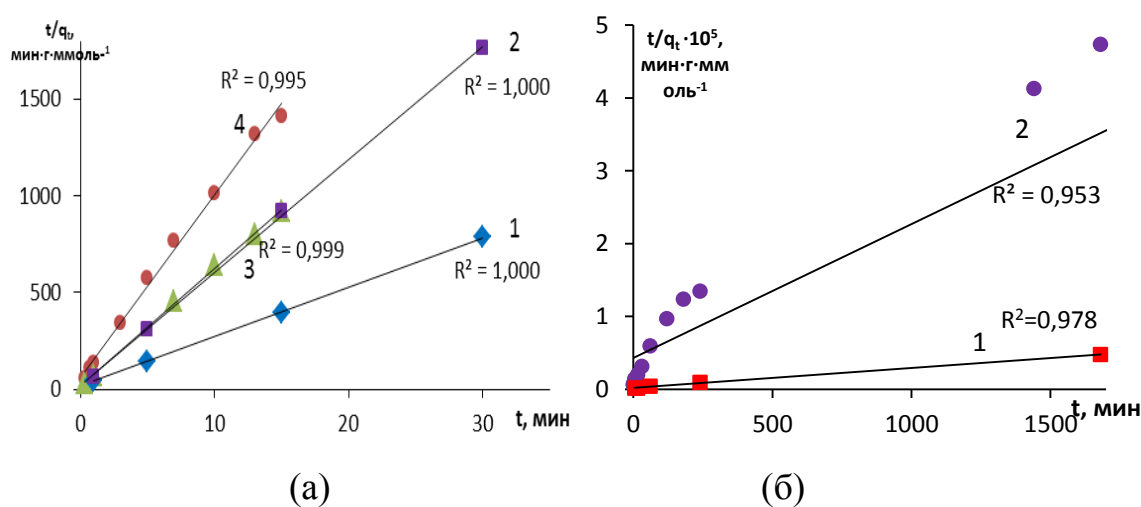 t/qₜ,
мин·г·ммоль-¹
1500
1000
500
0
0
10
20
30
t, мин
R² = 0,995
4
2
R² = 1,000
R² = 0,999
3
1
R² = 1,000
(а)
t/qₜ ·10⁵,
мин·г·мм
оль-¹
5
4
3
2
1
0
0
500
1000
1500
t, мин
2
R² = 0,953
R²=0,978
1
(б)